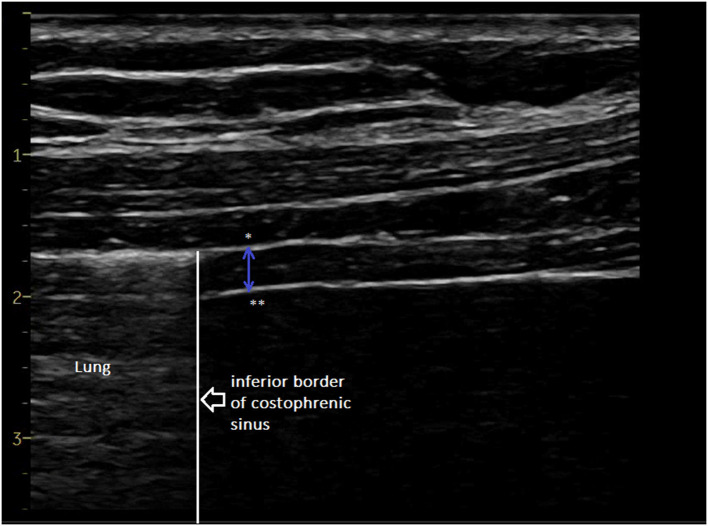 1
*
2
**
Lung
inferior border
of costophrenic
sinus
3